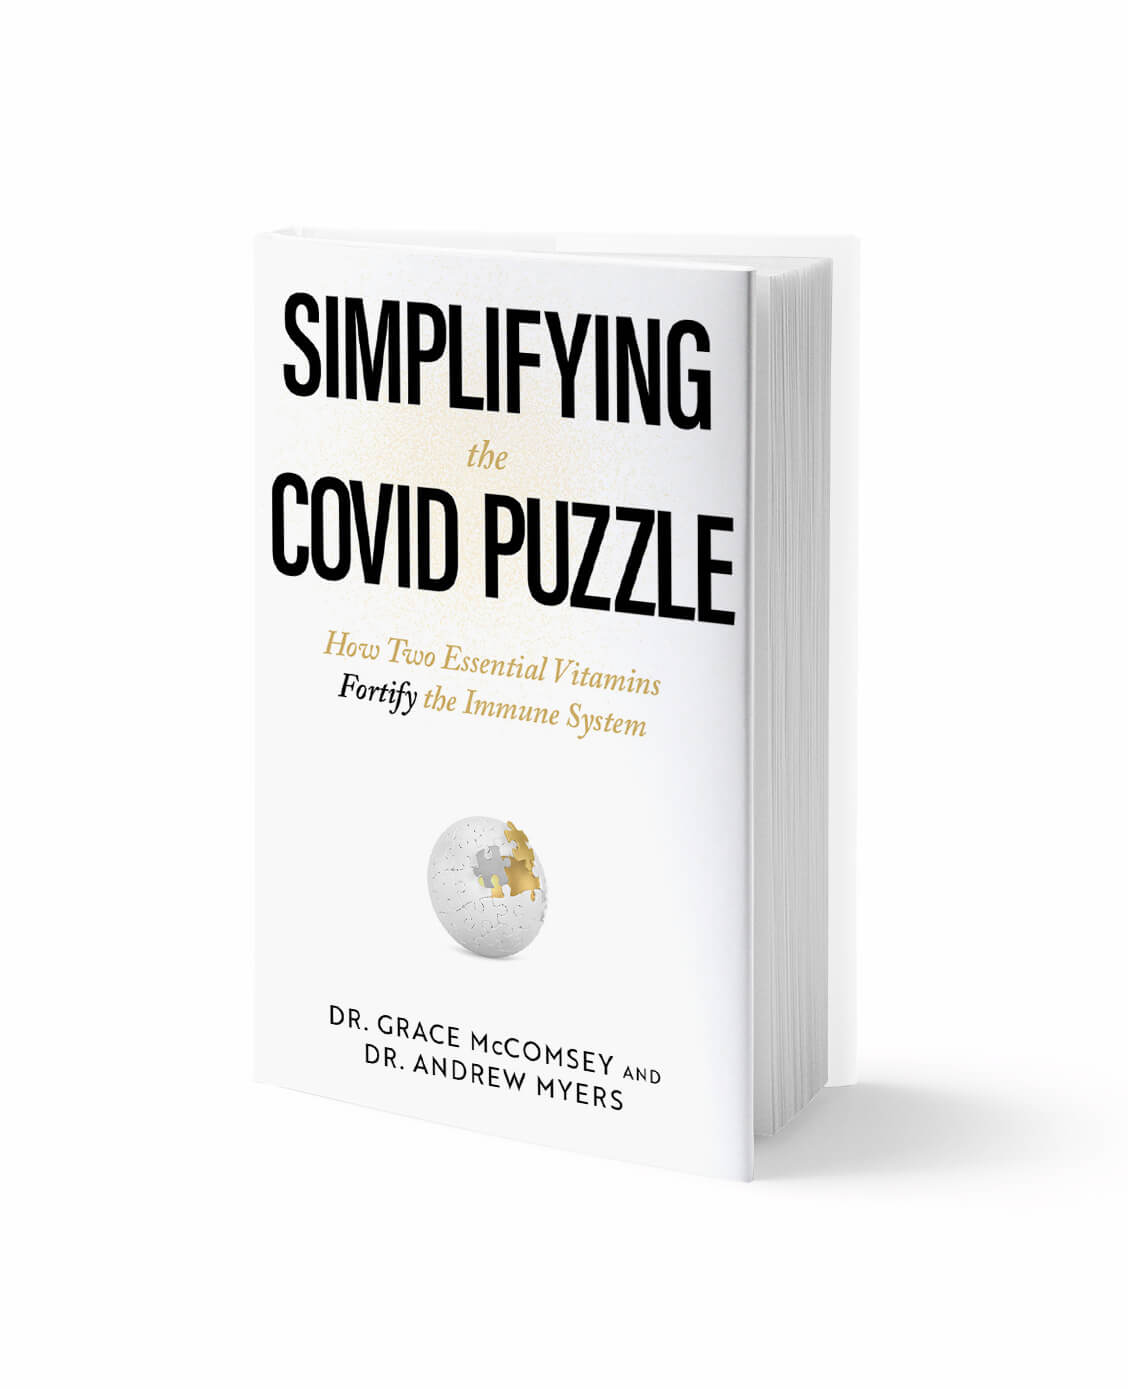 SIMPLIFYING
the
COVID PUZZLE
How Two Essential Vitamins
Fortify the Immune System
DR. GRACE McCOMSEY AND
DR. ANDREW MYERS